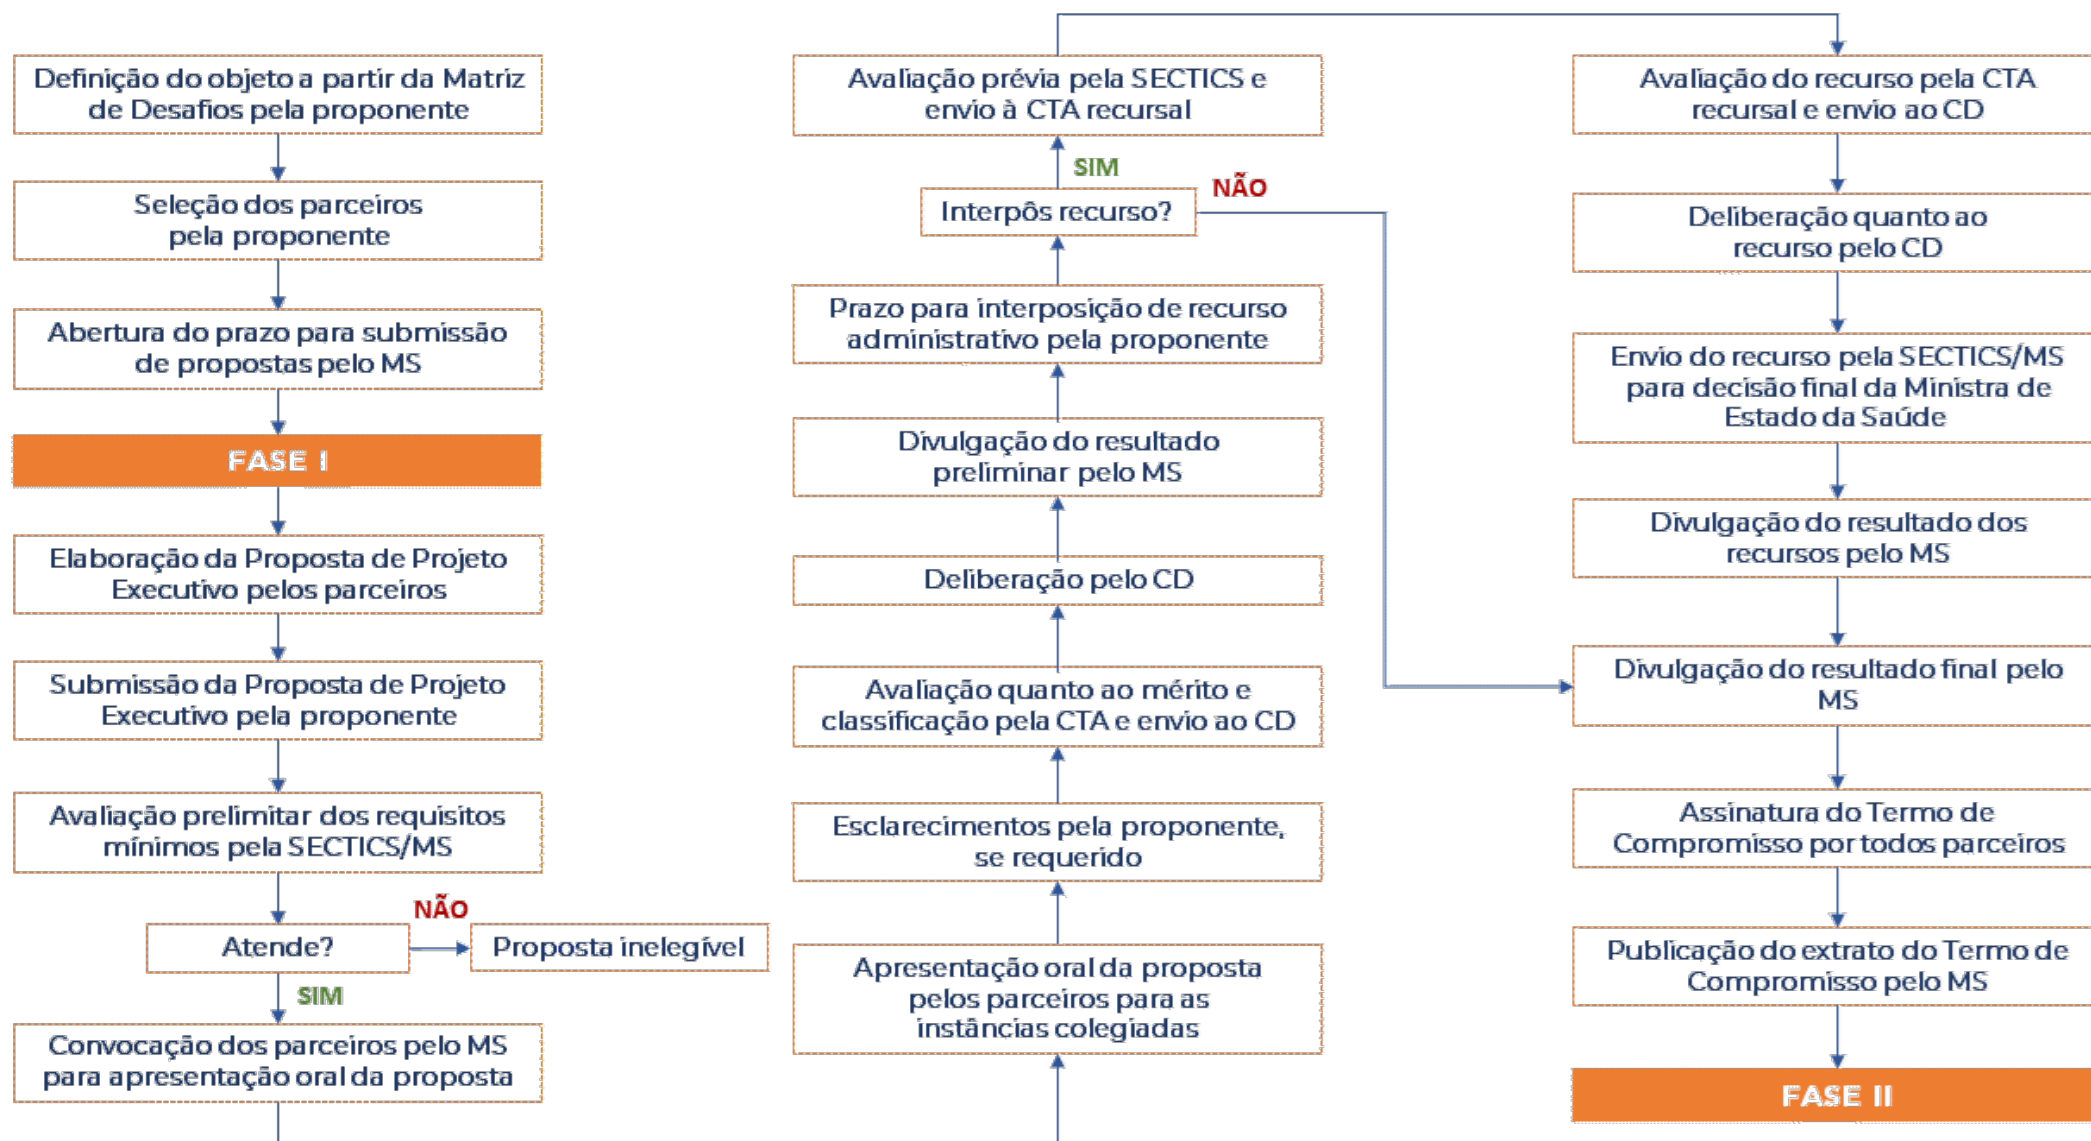 Definição do objeto a partir da Matriz
de Desafios pela proponente
Seleção dos parceiros
pela proponente
Abertura do prazo para submissão
de propostas pelo MS
FASE I
Elaboração da Proposta de Projeto
Executivo pelos parceiros
Submissão da Proposta de Projeto
Executivo pela proponente
Avaliação prelimitar dos requisitos
mínimos pela SECTICS/MS
Atende?
NÃO
Proposta inelegível
SIM
Convocação dos parceiros pelo MS
para apresentação oral da proposta
Apresentação oral da proposta
pelos parceiros para as
instâncias colegiadas
Esclarecimentos pela proponente,
se requerido
Avaliação quanto ao mérito e
classificação pela CTA e envio ao CD
Deliberação pelo CD
Divulgação do resultado
preliminar pelo MS
Prazo para interposição de recurso
administrativo pela proponente
Interpôs recurso?
NÃO
SIM
Avaliação prévia pela SECTICS e
envio à CTA recursal
Avaliação do recurso pela CTA
recursal e envio ao CD
Deliberação quanto ao
recurso pelo CD
Envio do recurso pela SECTICS/MS
para decisão final da Ministra de
Estado da Saúde
Divulgação do resultado dos
recursos pelo MS
Divulgação do resultado final pelo
MS
Assinatura do Termo de
Compromisso por todos parceiros
Publicação do extrato do Termo de
Compromisso pelo MS
FASE II